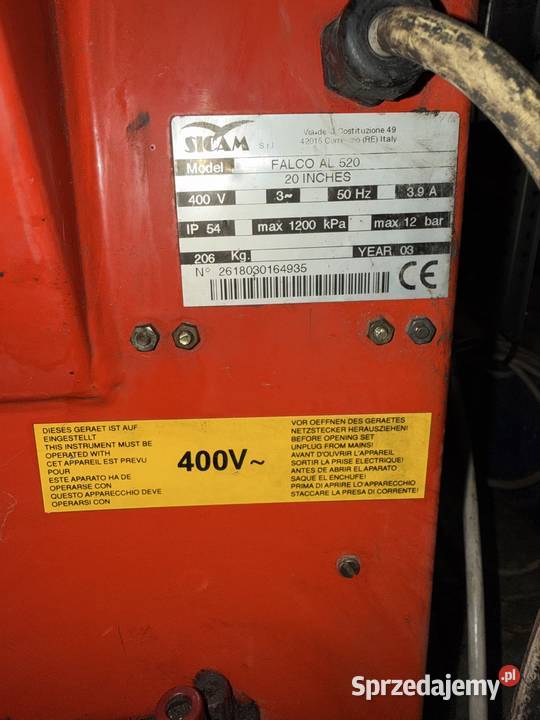 SICAM S.r.l
Costituzione 49
42015 (RE) Italy
Model FALCO AL 520
20 INCHES
400 V 3~ 50 Hz 3.9 A
IP 54 max 1200 kPa max 12 bar
206 Kg. YEAR 03
N° 2618030164935
CE
DIESES GERAET IST AUF
EINGESTELLT
THIS INSTRUMENT MUST BE
OPERATED WITH
CET APPAREIL EST PREVU
POUR
ESTE APARATO HA DE
OPERARSE CON
QUESTO APPARECCHIO DEVE
OPERARSI CON
400V~
VOR OEFFNEN DES GERAETES
NETZSTECKER HERAUSZIEHEN!
BEFORE OPENING SET
UNPLUG FROM MAINS!
AVANT D'OUVRIR L'APPAREIL
SORTIR LA PRISE ELECTRIQUE!
ANTES DE ABRIR EL APARATO
SAQUE EL ENCHUFE!
PRIMA DI APRIRE LO APPARECCHIO
STACCARE LA PRESA DI CORRENTE!
Sprzedajemy.pl